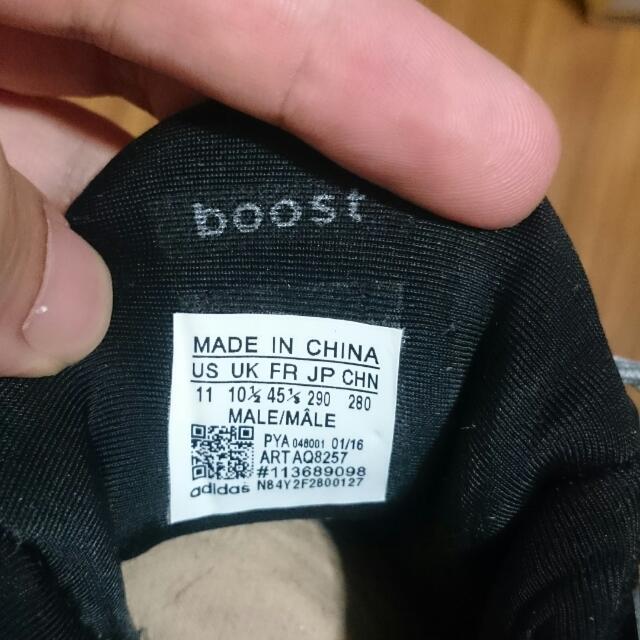 boost
MADE IN CHINA
US UK FR JP CHN
11 10½ 45⅓ 290 280
MALE/MÂLE
PYA 048001 01/16
ART AQ8257
#113689098
adidas N84Y2F2800127